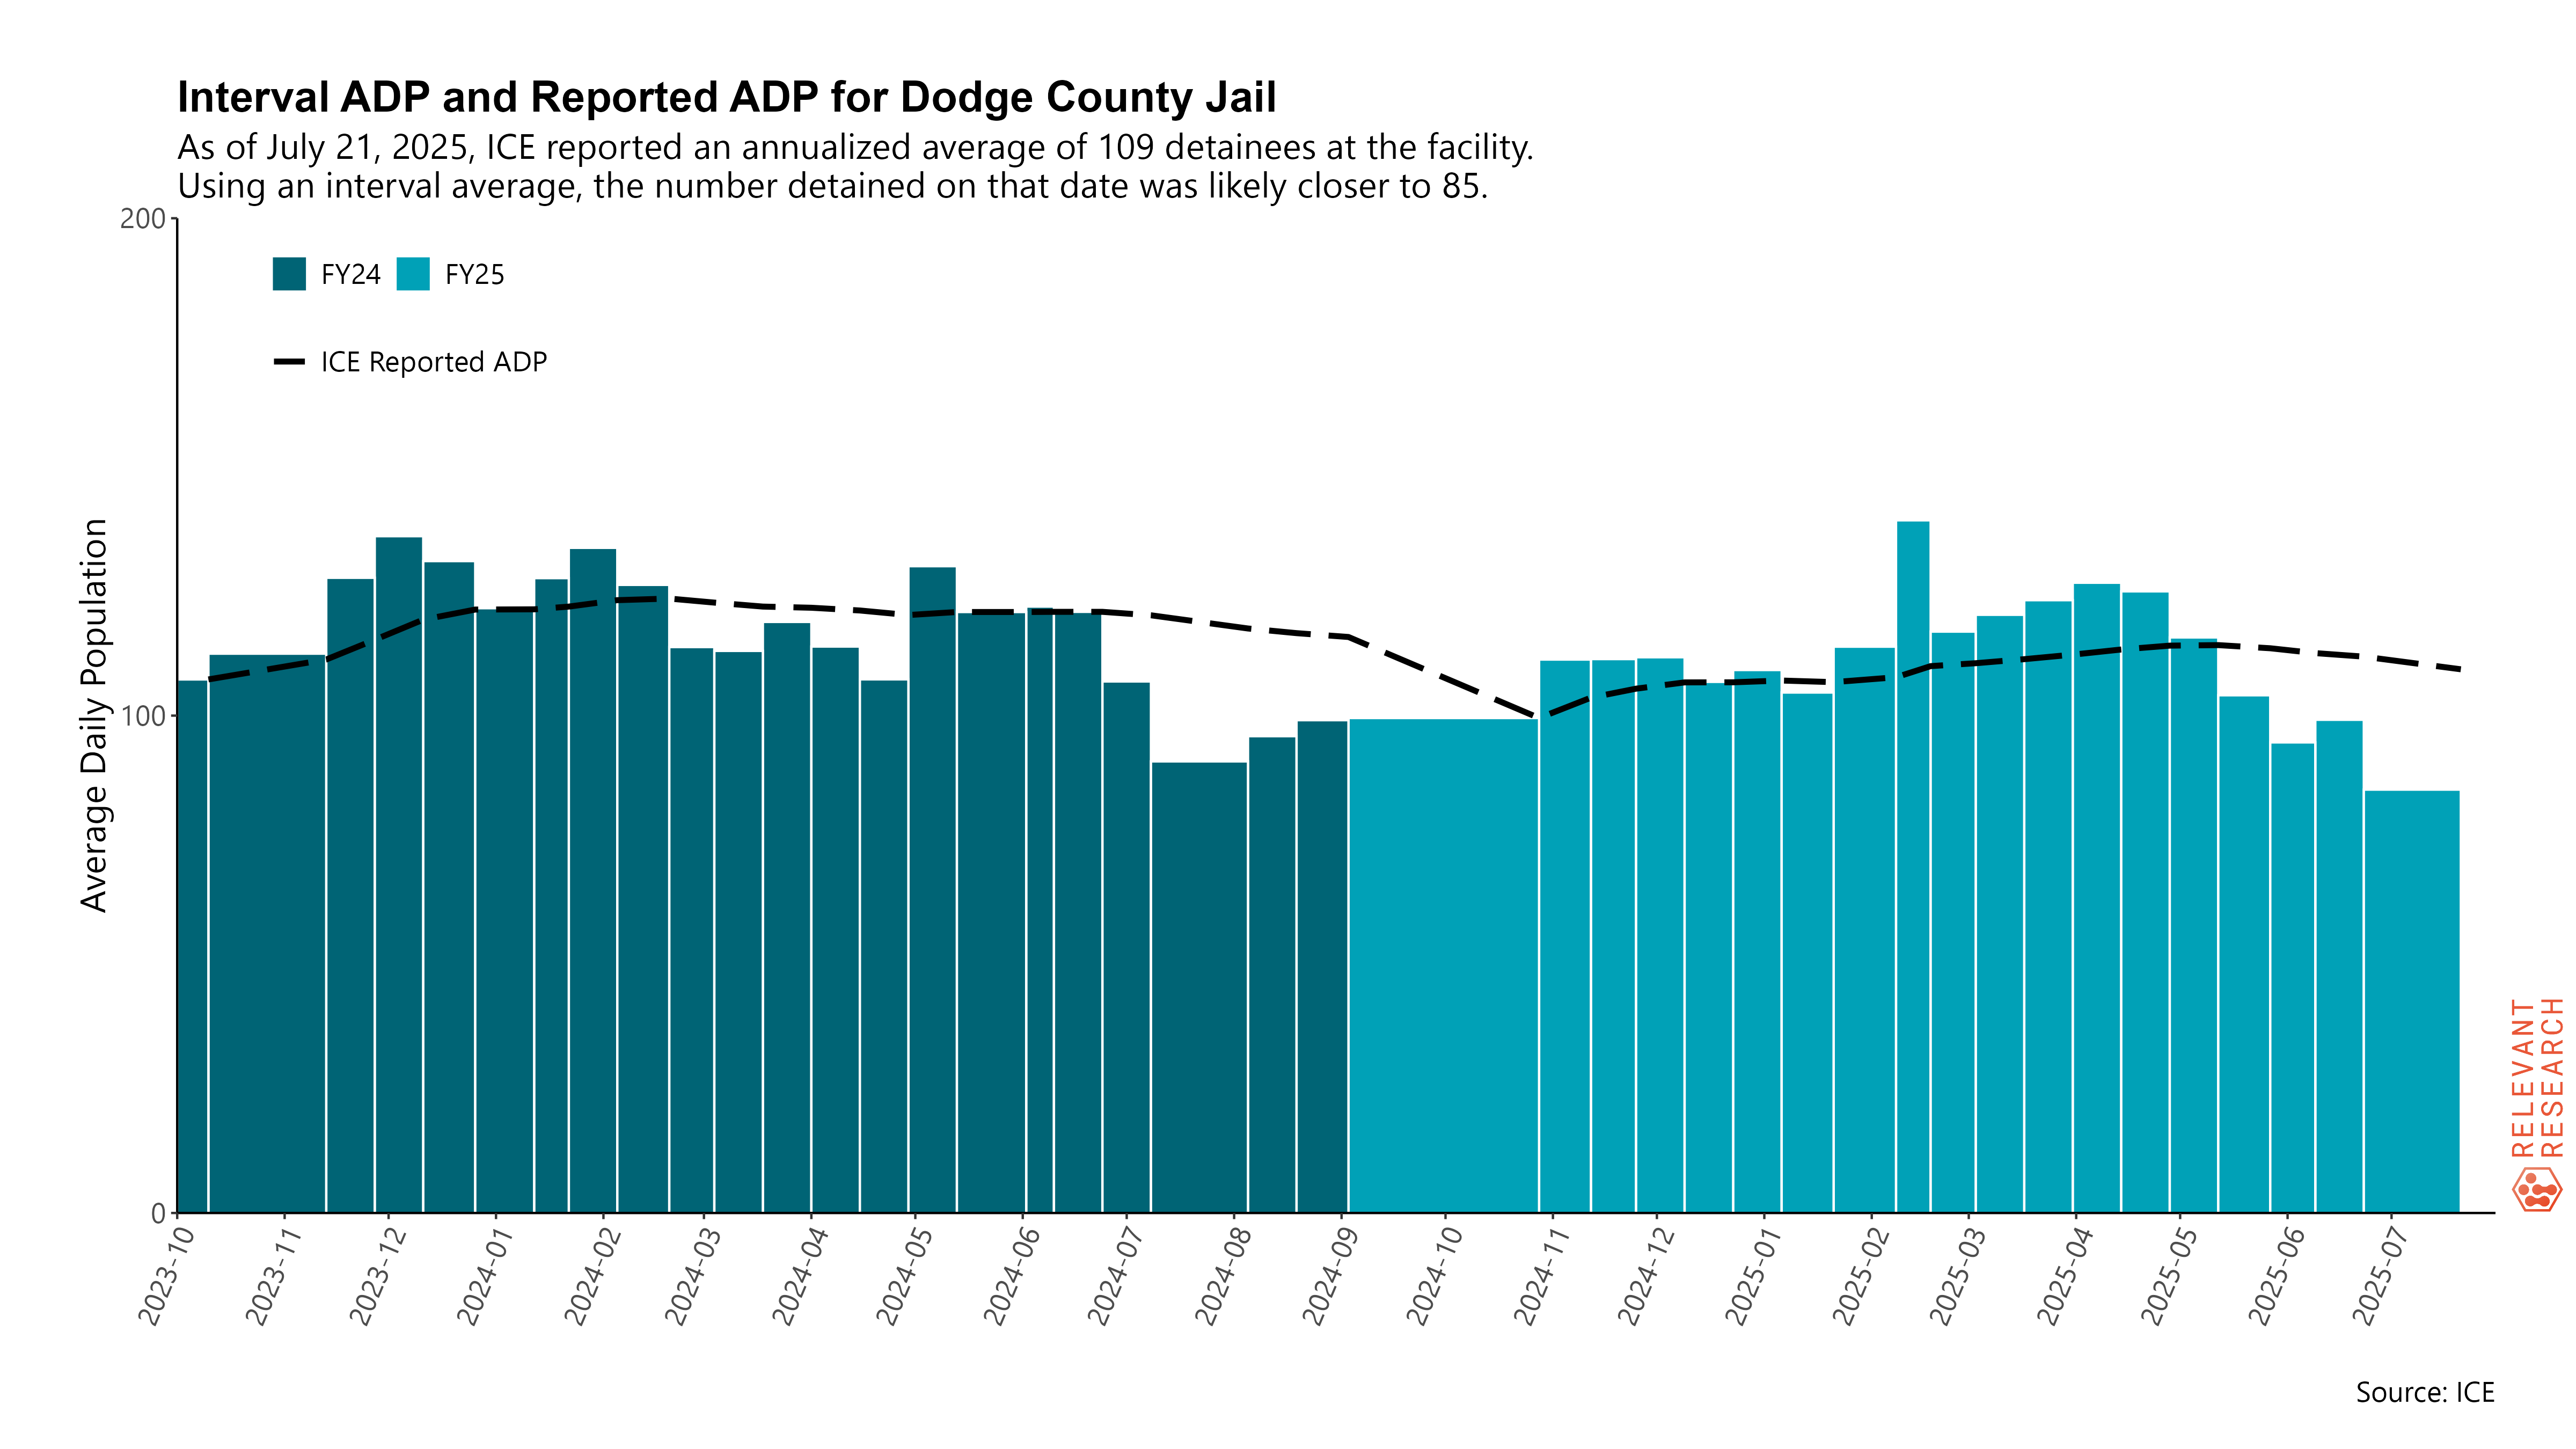 Interval ADP and Reported ADP for Dodge County Jail
As of July 21, 2025, ICE reported an annualized average of 109 detainees at the facility.
Using an interval average, the number detained on that date was likely closer to 85.
200
FY24 FY25
ICE Reported ADP
Average Daily Population
100
0
2023-10 2023-11 2023-12 2024-01 2024-02 2024-03 2024-04 2024-05 2024-06 2024-07 2024-08 2024-09 2024-10 2024-11 2024-12 2025-01 2025-02 2025-03 2025-04 2025-05 2025-06 2025-07
RELEVANT
RESEARCH
Source: ICE